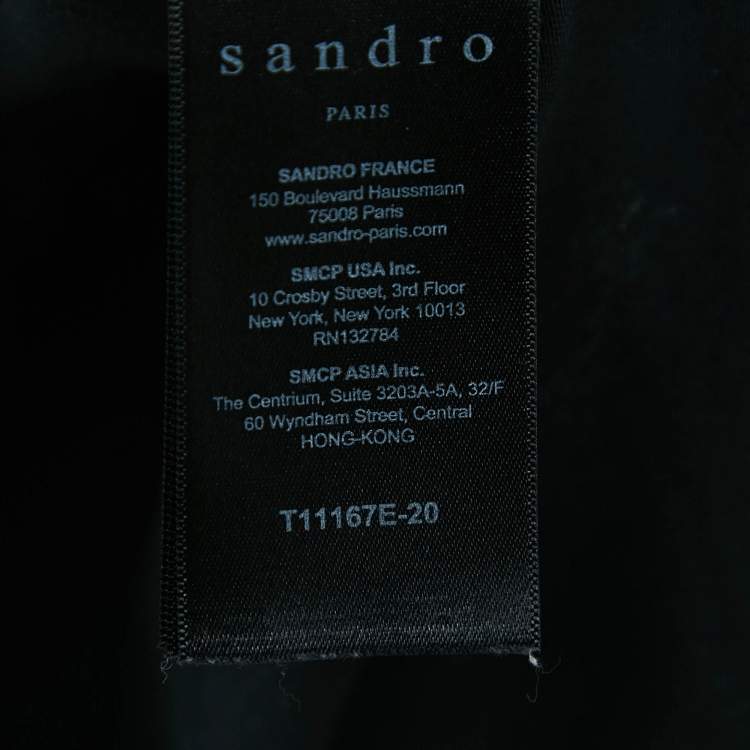 sandro
PARIS
SANDRO FRANCE
150 Boulevard Haussmann
75008 Paris
www.sandro-paris.com
SMCP USA Inc.
10 Crosby Street, 3rd Floor
New York, New York 10013
RN132784
SMCP ASIA Inc.
The Centrium, Suite 3203A-5A, 32/F
60 Wyndham Street, Central
HONG-KONG
T11167E-20